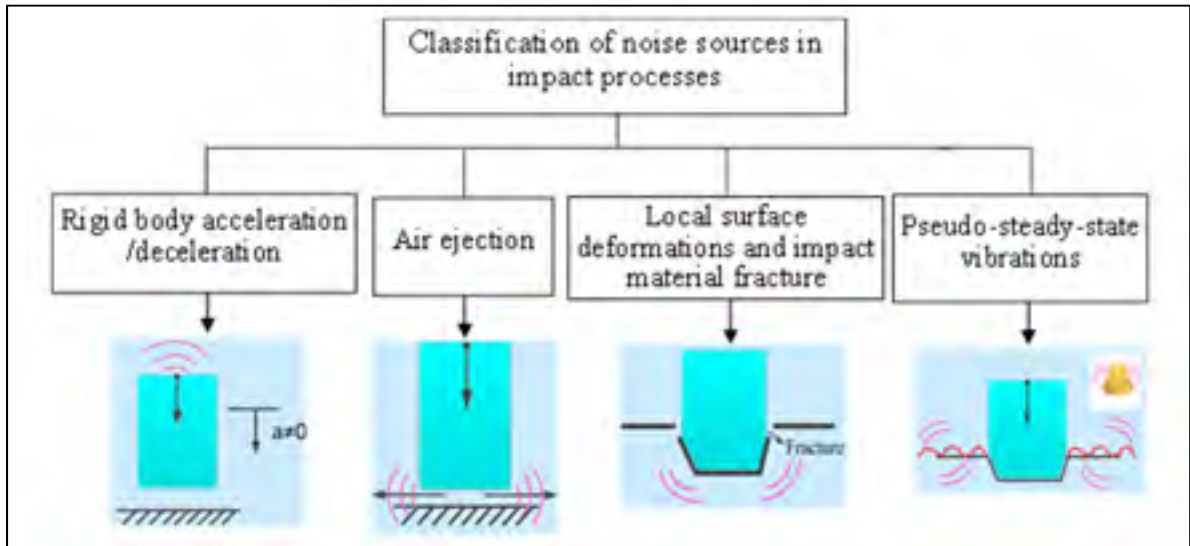 Classification of noise sources in
impact processes
Rigid body acceleration
/deceleration
Air ejection
Local surface
deformations and impact
material fracture
Pseudo-steady-state
vibrations
a≠0
Fracture